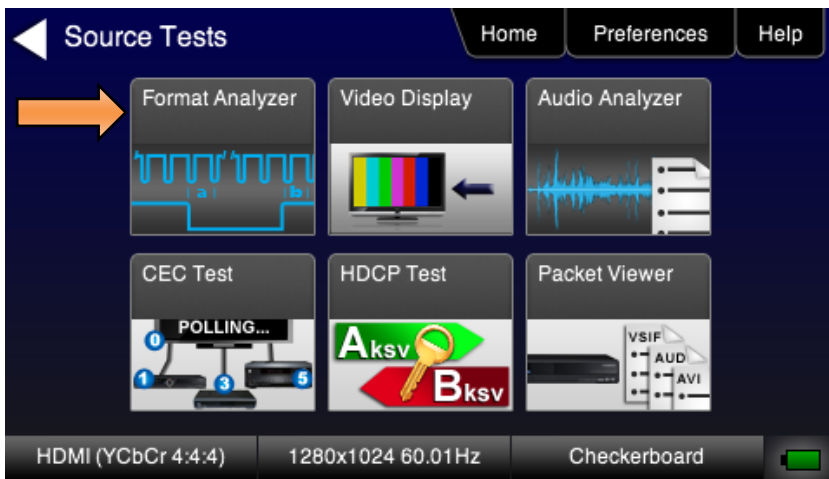 Source Tests
Home
Preferences
Help
Format Analyzer
Video Display
Audio Analyzer
a
b
CEC Test
HDCP Test
Packet Viewer
POLLING...
0
1
3
5
Aksv
Bksv
VSIF
AUD
AVI
HDMI (YCbCr 4:4:4)
1280x1024 60.01Hz
Checkerboard